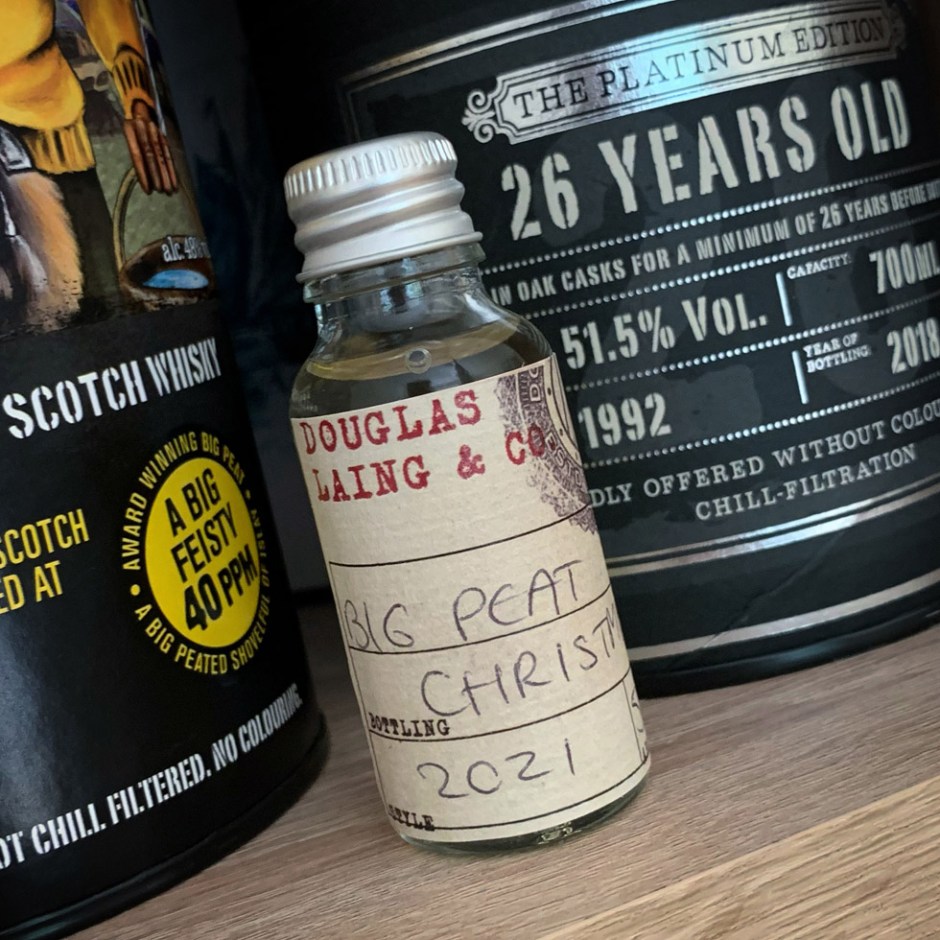 alc.48%
SCOTCH WHISKY
SCOTCH
ED AT
AWARD WINNING BIG PEAT
A BIG
FEISTY
40 PPM
A BIG PEATED SHOVELFUL OF ISLAY
OT CHILL FILTERED. NO COLOURING
DOUGLAS
LAING & CO.
BIG PEAT
CHRISTM
BOTTLING
2021
STYLE
THE PLATINUM EDITION
26 YEARS OLD
IN OAK CASKS FOR A MINIMUM OF 26 YEARS BEFORE
51.5% VOL.
CAPACITY:
700ML
1992
YEAR OF
BOTTLING:
2018
DLY OFFERED WITHOUT COLOU
CHILL-FILTRATION